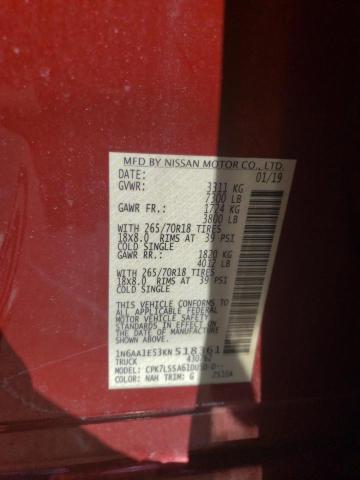 MFD BY NISSAN MOTOR CO., LTD.
DATE: 01/19
GVWR: 3311 KG
7300 LB
GAWR FR.: 1724 KG
3800 LB
WITH 265/70R18 TIRES
18X8.0 RIMS AT 39 PSI
COLD SINGLE
GAWR RR.: 1820 KG
4012 LB
WITH 265/70R18 TIRES
18X8.0 RIMS AT 39 PSI
COLD SINGLE
THIS VEHICLE CONFORMS TO
ALL APPLICABLE FEDERAL
MOTOR VEHICLE SAFETY
STANDARDS IN EFFECT ON THE
DATE OF MANUFACTURE
1N6AA1E53KN518361
TRUCK
MODEL:
COLOR: NAH TRIM: G